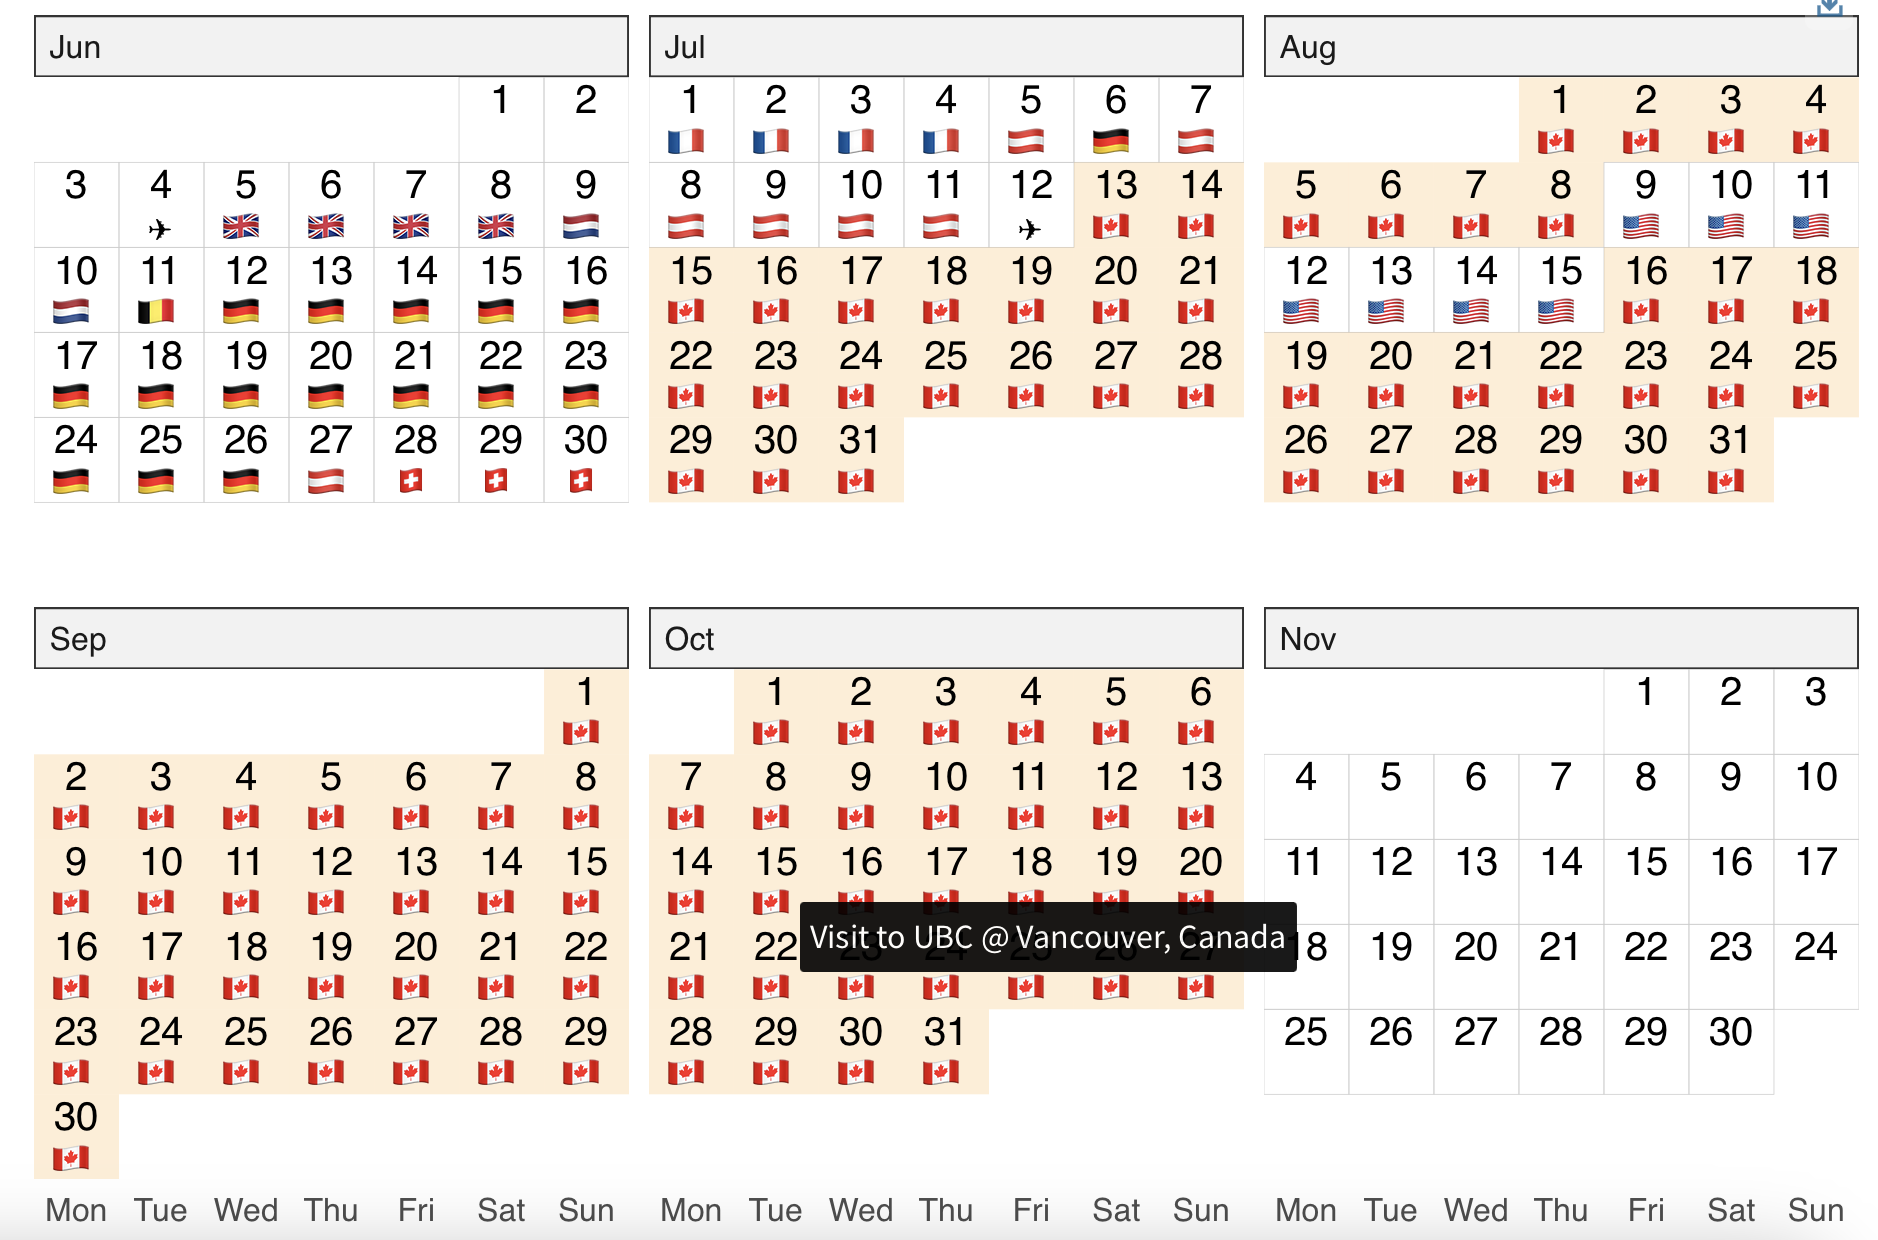 Jun
1 2
3 4 5 6 7 8 9
10 11 12 13 14 15 16
17 18 19 20 21 22 23
24 25 26 27 28 29 30
Jul
1 2 3 4 5 6 7
8 9 10 11 12 13 14
15 16 17 18 19 20 21
22 23 24 25 26 27 28
29 30 31
Aug
1 2 3 4
5 6 7 8 9 10 11
12 13 14 15 16 17 18
19 20 21 22 23 24 25
26 27 28 29 30 31
Sep
1
2 3 4 5 6 7 8
9 10 11 12 13 14 15
16 17 18 19 20 21 22
23 24 25 26 27 28 29
30
Mon Tue Wed Thu Fri Sat Sun
Oct
1 2 3 4 5 6
7 8 9 10 11 12 13
14 15 16 17 18 19 20
21 22 23 24 25 26 27
Visit to UBC @ Vancouver, Canada
28 29 30 31
Mon Tue Wed Thu Fri Sat Sun
Nov
1 2 3
4 5 6 7 8 9 10
11 12 13 14 15 16 17
18 19 20 21 22 23 24
25 26 27 28 29 30
Mon Tue Wed Thu Fri Sat Sun